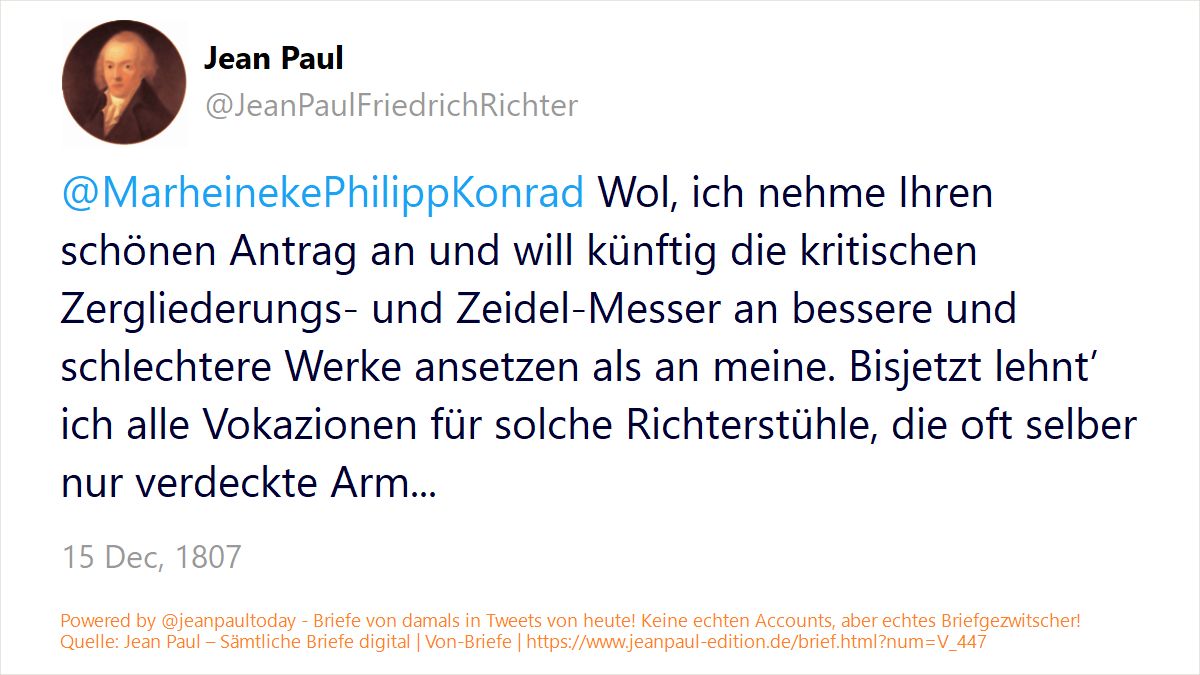 Jean Paul
@JeanPaulFriedrichRichter
@MarheinekePhilippKonrad Wol, ich nehme Ihren
schönen Antrag an und will künftig die kritischen
Zergliederungs- und Zeidel-Messer an bessere und
schlechtere Werke ansetzen als an meine. Bisjetzt lehnt’
ich alle Vokazionen für solche Richterstühle, die oft selber
nur verdeckte Arm...
15 Dec, 1807
Powered by @jeanpaultoday - Briefe von damals in Tweets von heute! Keine echten Accounts, aber echtes Briefgezwitscher!
Quelle: Jean Paul – Sämtliche Briefe digital | Von-Briefe | https://www.jeanpaul-edition.de/brief.html?num=V_447